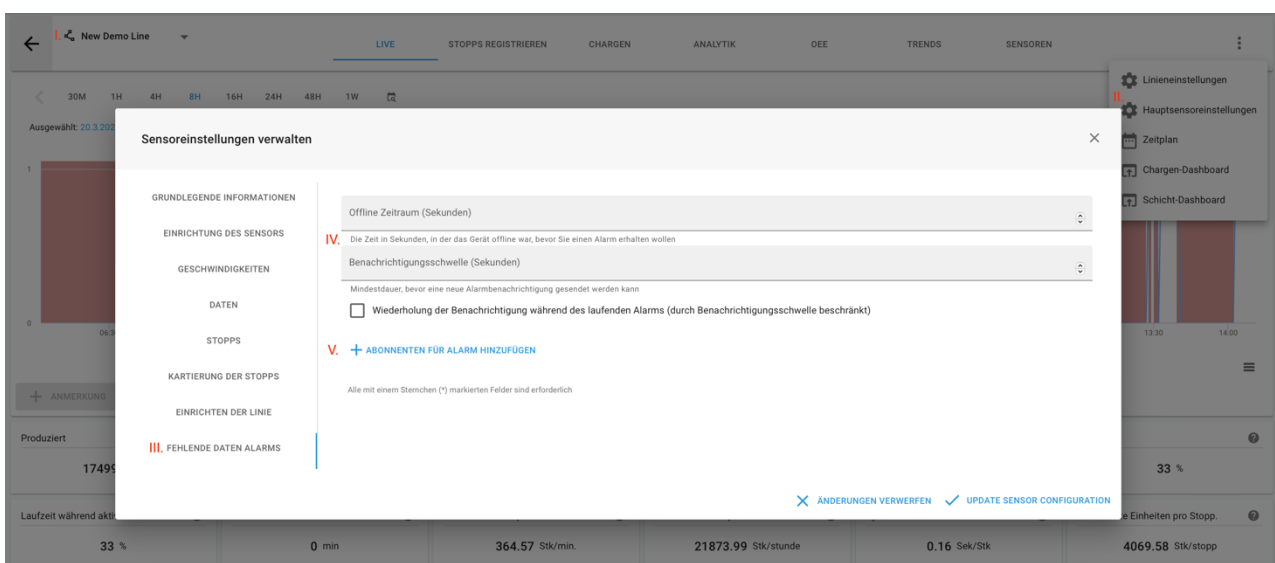 I. New Demo Line
LIVE STOPPS REGISTRIEREN CHARGEN ANALYTIK OEE TRENDS SENSOREN
30M 1H 4H 8H 16H 24H 48H 1W
Linieneinstellungen
II. Hauptsensoreinstellungen
Zeitplan
Chargen-Dashboard
Schicht-Dashboard
Ausgewählt: 20.3.202
1
0
06:3
13:30 14:00
Sensoreinstellungen verwalten
GRUNDLEGENDE INFORMATIONEN
EINRICHTUNG DES SENSORS
GESCHWINDIGKEITEN
DATEN
STOPPS
KARTIERUNG DER STOPPS
EINRICHTEN DER LINIE
III. FEHLENDE DATEN ALARMS
Offline Zeitraum (Sekunden)
IV. Die Zeit in Sekunden, in der das Gerät offline war, bevor Sie einen Alarm erhalten wollen
Benachrichtigungsschwelle (Sekunden)
Mindestdauer, bevor eine neue Alarmbenachrichtigung gesendet werden kann
Wiederholung der Benachrichtigung während des laufenden Alarms (durch Benachrichtigungsschwelle beschränkt)
V. + ABONNENTEN FÜR ALARM HINZUFÜGEN
Alle mit einem Sternchen (*) markierten Felder sind erforderlich
ÄNDERUNGEN VERWERFEN UPDATE SENSOR CONFIGURATION
+ ANMERKUNG
Produziert
17499
33 %
Laufzeit während akti
e Einheiten pro Stopp.
33 % 0 min 364.57 Stk/min. 21873.99 Stk/stunde 0.16 Sek/Stk 4069.58 Stk/stopp